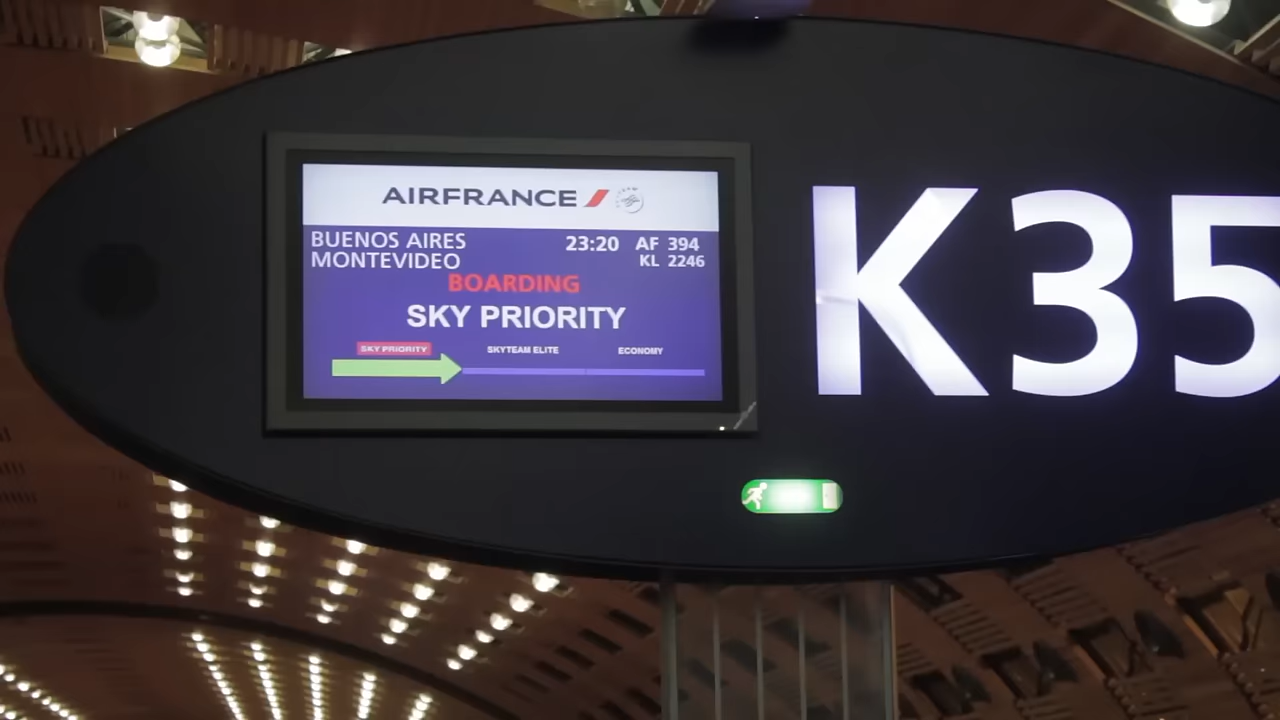 AIRFRANCE
BUENOS AIRES 23:20 AF 394
MONTEVIDEO KL 2246
BOARDING
SKY PRIORITY
SKY PRIORITY SKYTEAM ELITE ECONOMY
K35